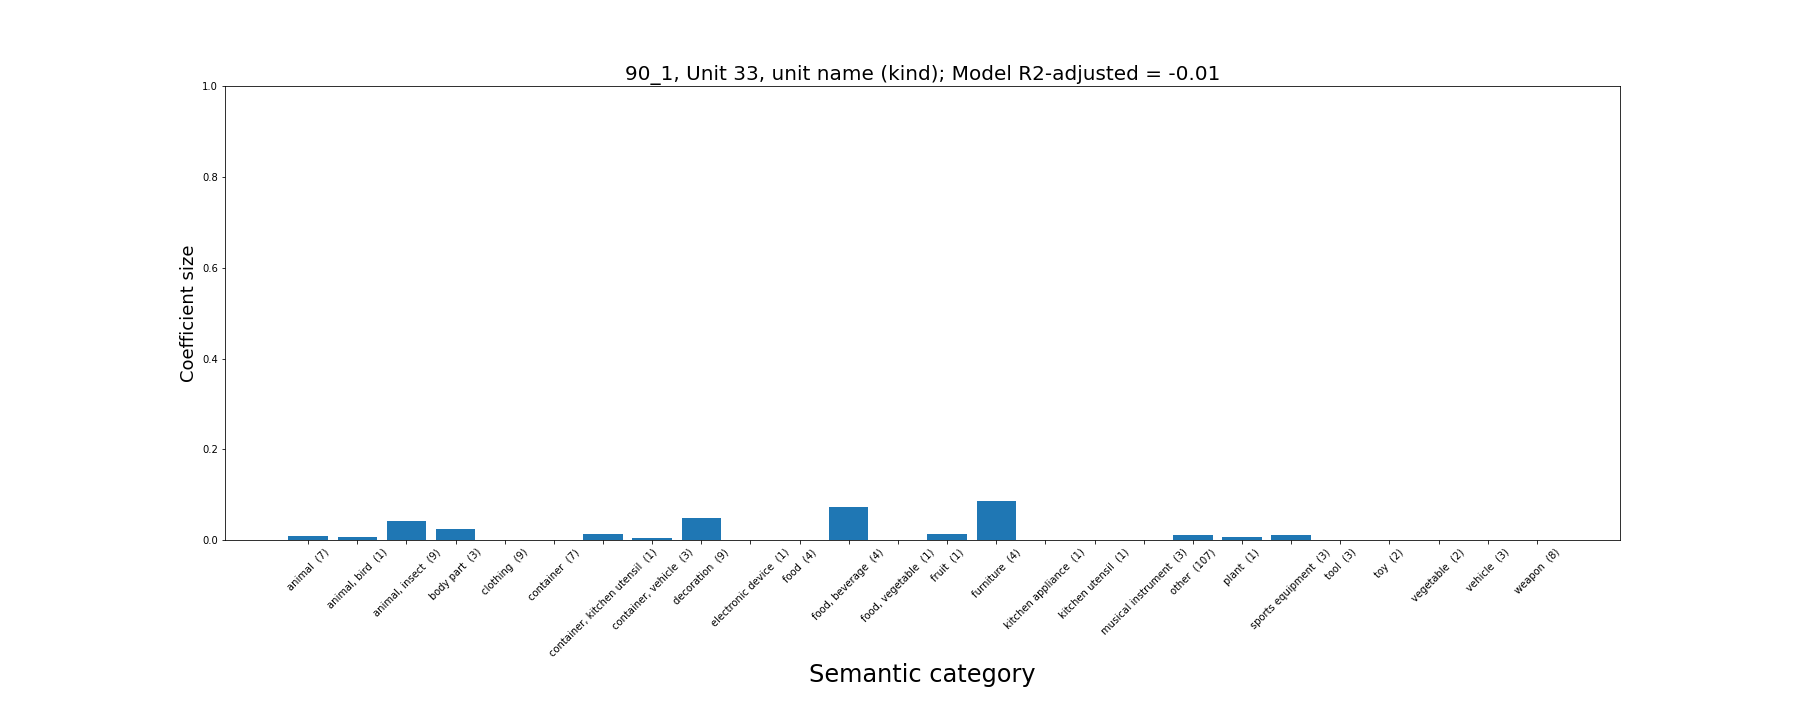 90_1, Unit 33, unit name (kind); Model R2-adjusted = -0.01
Coefficient size
1.0
0.8
0.6
0.4
0.2
0.0
animal  (7)
animal, bird  (1)
animal, insect  (9)
body part  (3)
clothing  (9)
container  (7)
container, kitchen utensil  (1)
container, vehicle  (3)
decoration  (9)
electronic device  (1)
food  (4)
food, beverage  (4)
food, vegetable  (1)
fruit  (1)
furniture  (4)
kitchen appliance  (1)
kitchen utensil  (1)
musical instrument  (3)
other  (107)
plant  (1)
sports equipment  (3)
tool  (3)
toy  (2)
vegetable  (2)
vehicle  (3)
weapon  (8)
Semantic category